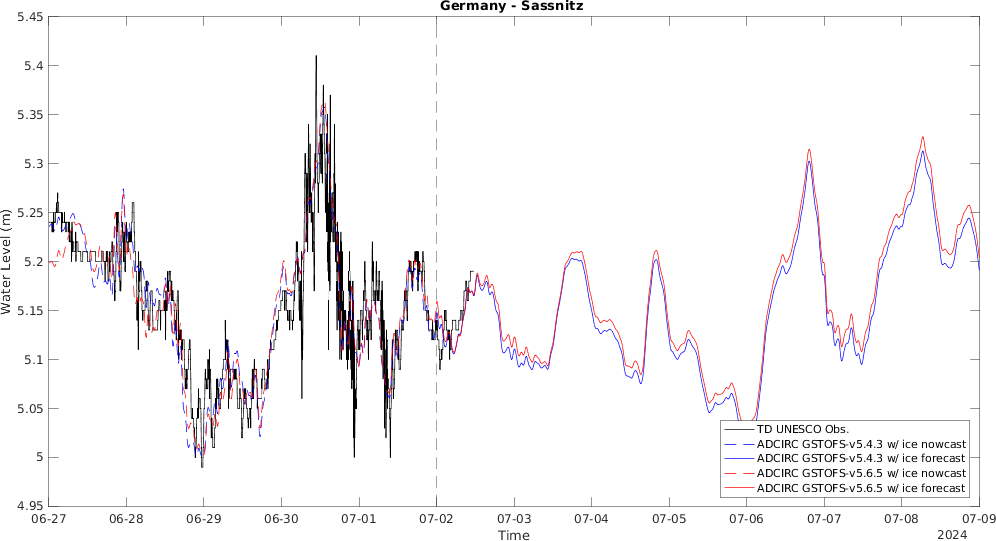 Germany - Sassnitz
5.45
5.4
5.35
5.3
5.25
5.2
5.15
5.1
5.05
5
4.95
Water Level (m)
TD UNESCO Obs.
ADCIRC GSTOFS-v5.4.3 w/ ice nowcast
ADCIRC GSTOFS-v5.4.3 w/ ice forecast
ADCIRC GSTOFS-v5.6.5 w/ ice nowcast
ADCIRC GSTOFS-v5.6.5 w/ ice forecast
06-27 06-28 06-29 06-30 07-01 07-02 07-03 07-04 07-05 07-06 07-07 07-08 07-09
Time
2024